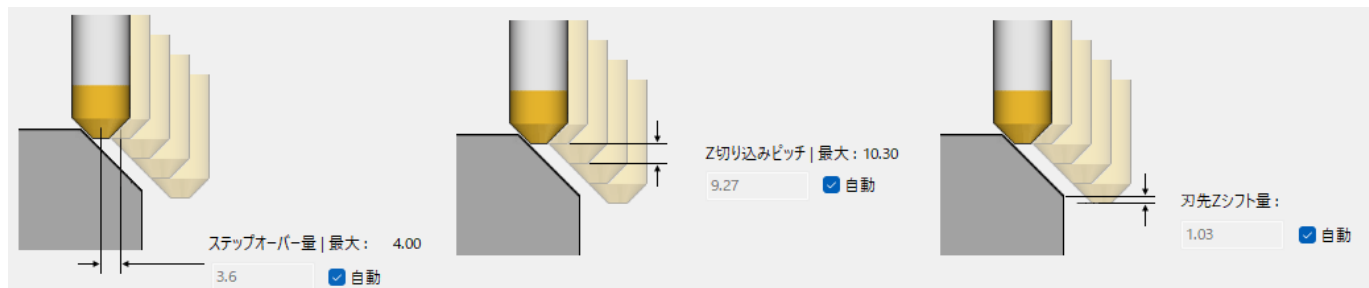 ステップオーバー量 | 最大 : 4.00
3.6 自動
Z切り込みピッチ | 最大 : 10.30
9.27 自動
刃先Zシフト量 :
1.03 自動